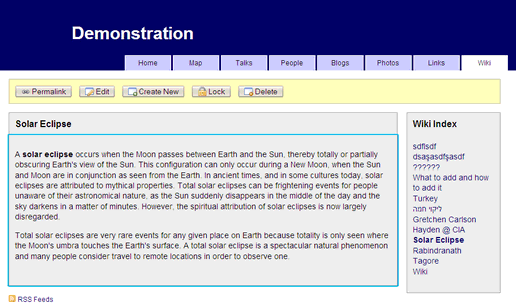 Demonstration
Home Map Talks People Blogs Photos Links Wiki
Permalink Edit Create New Lock Delete
Solar Eclipse
A solar eclipse occurs when the Moon passes between Earth and the Sun, thereby totally or partially
obscuring Earth's view of the Sun. This configuration can only occur during a New Moon, when the Sun
and Moon are in conjunction as seen from the Earth. In ancient times, and in some cultures today, solar
eclipses are attributed to mythical properties. Total solar eclipses can be frightening events for people
unaware of their astronomical nature, as the Sun suddenly disappears in the middle of the day and the
sky darkens in a matter of minutes. However, the spiritual attribution of solar eclipses is now largely
disregarded.
Total solar eclipses are very rare events for any given place on Earth because totality is only seen where
the Moon's umbra touches the Earth's surface. A total solar eclipse is a spectacular natural phenomenon
and many people consider travel to remote locations in order to observe one.
Wiki Index
sdflsdf
dsaşasdfşasdf
??????
What to add and how
to add it
Turkey
ליקוי חמה
Gretchen Carlson
Hayden @ CIA
Solar Eclipse
Rabindranath
Tagore
Wiki
RSS Feeds